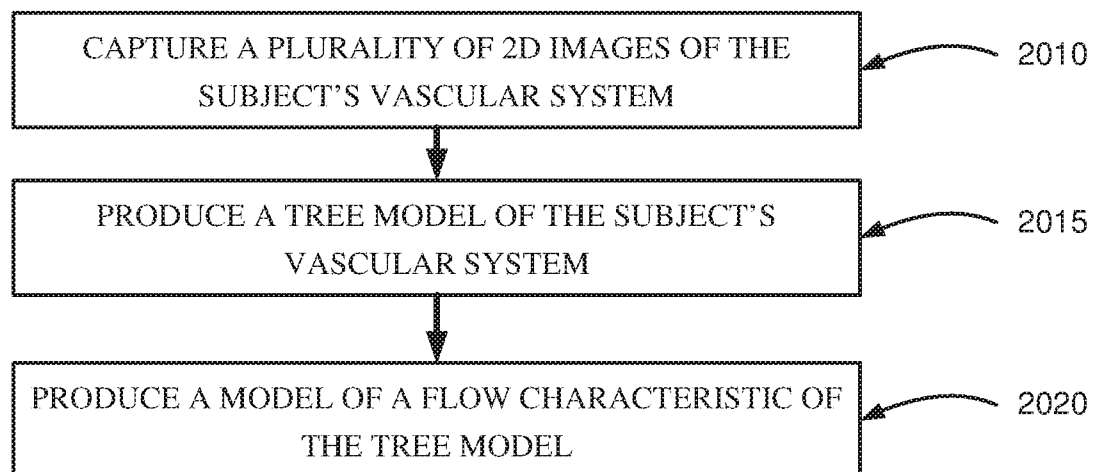 CAPTURE A PLURALITY OF 2D IMAGES OF THE
SUBJECT'S VASCULAR SYSTEM
2010
PRODUCE A TREE MODEL OF THE SUBJECT'S
VASCULAR SYSTEM
2015
PRODUCE A MODEL OF A FLOW CHARACTERISTIC OF
THE TREE MODEL
2020